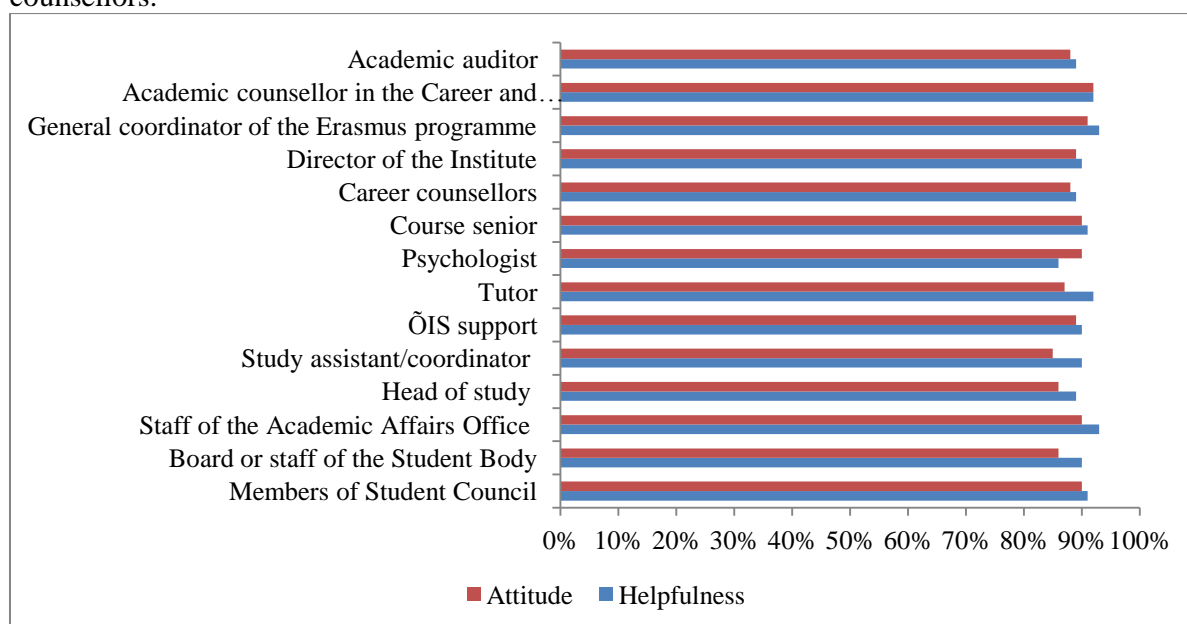 counsellors.
Academic auditor
Academic counsellor in the Career and…
General coordinator of the Erasmus programme
Director of the Institute
Career counsellors
Course senior
Psychologist
Tutor
ÕIS support
Study assistant/coordinator
Head of study
Staff of the Academic Affairs Office
Board or staff of the Student Body
Members of Student Council
0% 10% 20% 30% 40% 50% 60% 70% 80% 90% 100%
Attitude Helpfulness